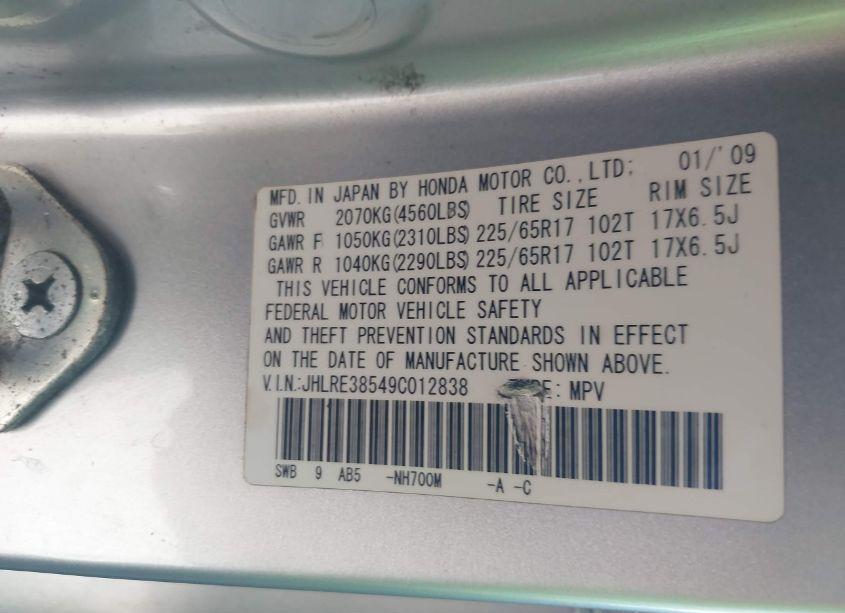 MFD. IN JAPAN BY HONDA MOTOR CO.,LTD: 01/'09
GVWR 2070KG(4560LBS) TIRE SIZE RIM SIZE
GAWR F 1050KG(2310LBS) 225/65R17 102T 17X6.5J
GAWR R 1040KG(2290LBS) 225/65R17 102T 17X6.5J
THIS VEHICLE CONFORMS TO ALL APPLICABLE
FEDERAL MOTOR VEHICLE SAFETY
AND THEFT PREVENTION STANDARDS IN EFFECT
ON THE DATE OF MANUFACTURE SHOWN ABOVE.
V.I.N.:JHLRE38549C012838 E: MPV
SWB 9 AB5 -NH700M -A -C